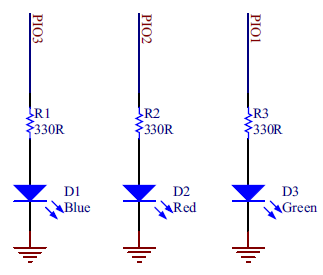 PIO3
PIO2
PIO1
R1
330R
R2
330R
R3
330R
D1
Blue
D2
Red
D3
Green